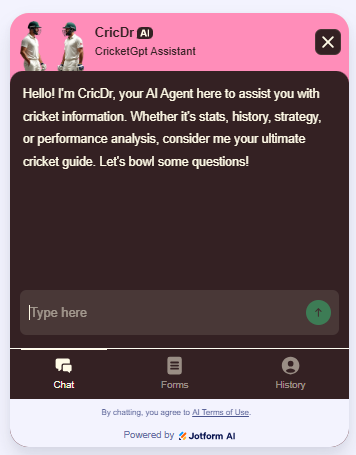 CricDr AI
CricketGpt Assistant
Hello! I'm CricDr, your AI Agent here to assist you with
cricket information. Whether it's stats, history, strategy,
or performance analysis, consider me your ultimate
cricket guide. Let's bowl some questions!
Type here
Chat
Forms
History
By chatting, you agree to AI Terms of Use.
Powered by Jotform AI